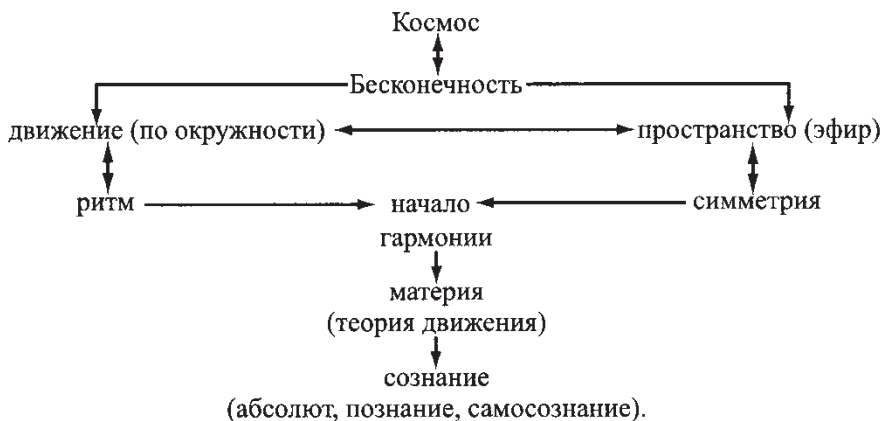 Космос
Бесконечность
движение (по окружности) пространство (эфир)
ритм начало симметрия
гармонии
материя
(теория движения)
сознание
(абсолют, познание, самосознание).